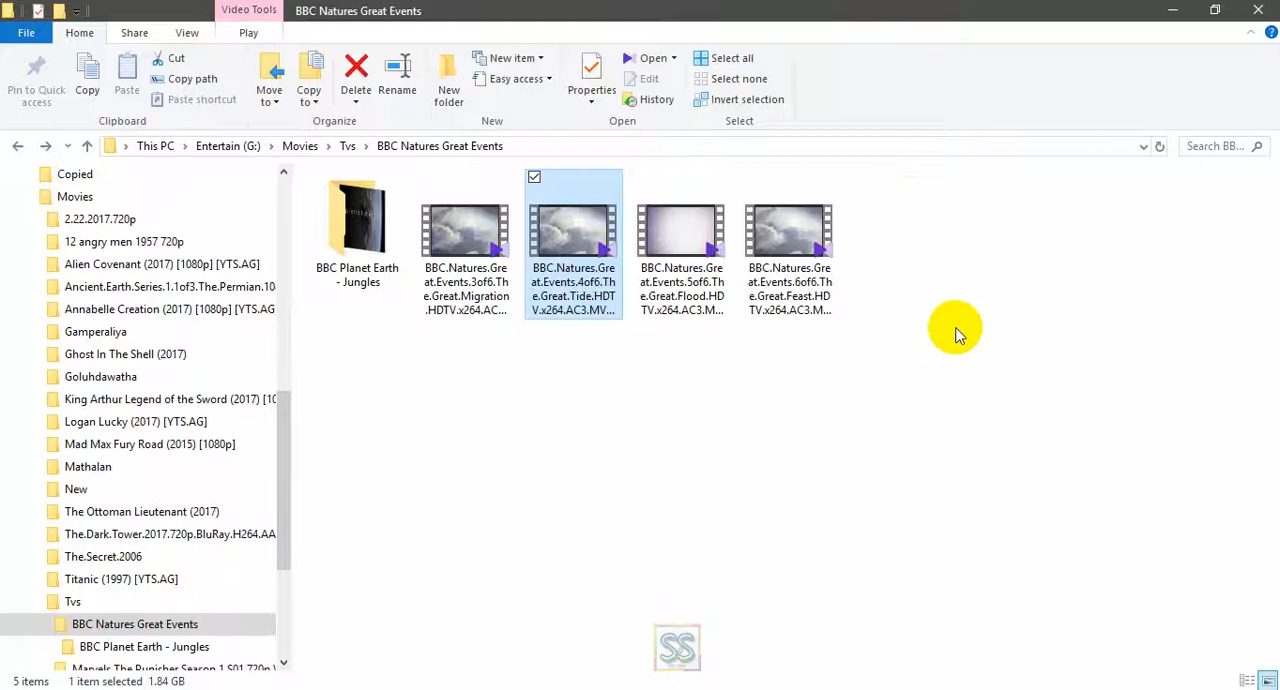 Video Tools
BBC Natures Great Events
File
Home
Share
View
Play
Pin to Quick
access
Copy
Paste
Cut
Copy path
Paste shortcut
Clipboard
Move
to
Copy
to
Delete
Rename
Organize
New
folder
New item
Easy access
New
Properties
Open
Edit
History
Open
Select all
Select none
Invert selection
Select
This PC > Entertain (G:) > Movies > Tvs > BBC Natures Great Events
Search BB...
Copied
Movies
2.22.2017.720p
12 angry men 1957 720p
Alien Covenant (2017) [1080p] [YTS.AG]
Ancient.Earth.Series.1.1of3.The.Permian.10
Annabelle Creation (2017) [1080p] [YTS.AG
Gamperaliya
Ghost In The Shell (2017)
Goluhdawatha
King Arthur Legend of the Sword (2017) [10
Logan Lucky (2017) [YTS.AG]
Mad Max Fury Road (2015) [1080p]
Mathalan
New
The Ottoman Lieutenant (2017)
The.Dark.Tower.2017.720p.BluRay.H264.AA
The.Secret.2006
Titanic (1997) [YTS.AG]
Tvs
BBC Natures Great Events
BBC Planet Earth - Jungles
Marvels The Punisher Season 1 S01 720p
BBC Planet Earth
- Jungles
BBC.Natures.Gre
at.Events.3of6.Th
e.Great.Migration
.HDTV.x264.AC...
BBC.Natures.Gre
at.Events.4of6.Th
e.Great.Tide.HDT
V.x264.AC3.MV...
BBC.Natures.Gre
at.Events.5of6.Th
e.Great.Flood.HD
TV.x264.AC3.M...
BBC.Natures.Gre
at.Events.6of6.Th
e.Great.Feast.HD
TV.x264.AC3.M...
SS
5 items
1 item selected 1.84 GB